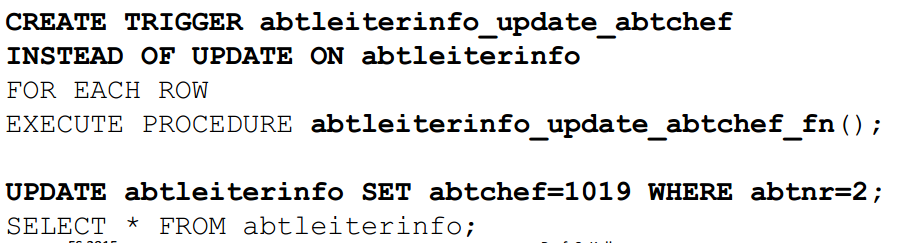 CREATE TRIGGER abtleiterinfo_update_abtchef
INSTEAD OF UPDATE ON abtleiterinfo
FOR EACH ROW
EXECUTE PROCEDURE abtleiterinfo_update_abtchef_fn();
UPDATE abtleiterinfo SET abtchef=1019 WHERE abtnr=2;
SELECT * FROM abtleiterinfo;